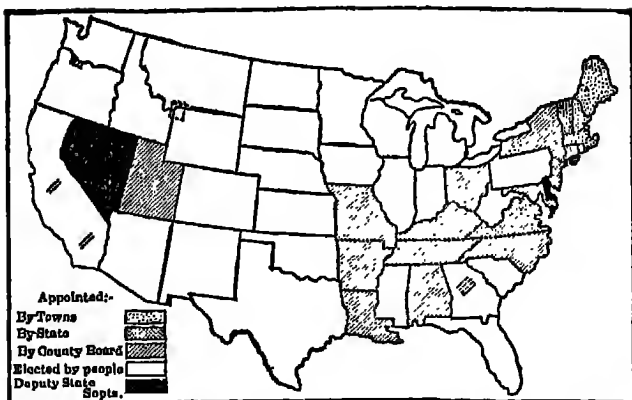 Appointed:-
By Towns
By State
By County Board
Elected by people
Deputy State
Supts.